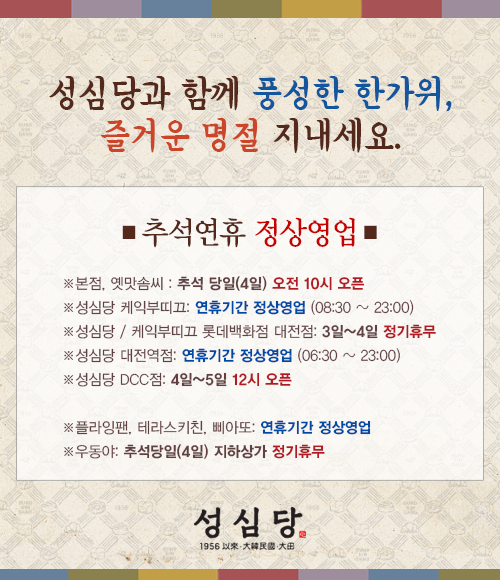 성심당과 함께 풍성한 한가위,
즐거운 명절 지내세요.
■ 추석연휴 정상영업 ■
※본점, 옛맛솜씨 : 추석 당일(4일) 오전 10시 오픈
※성심당 케익부띠끄: 연휴기간 정상영업 (08:30 ~ 23:00)
※성심당 / 케익부띠끄 롯데백화점 대전점: 3일~4일 정기휴무
※성심당 대전역점: 연휴기간 정상영업 (06:30 ~ 23:00)
※성심당 DCC점: 4일~5일 12시 오픈
※플라잉팬, 테라스키친, 삐아또: 연휴기간 정상영업
※우동야: 추석당일(4일) 지하상가 정기휴무
성심당
1956 以來·大韓民國·大田